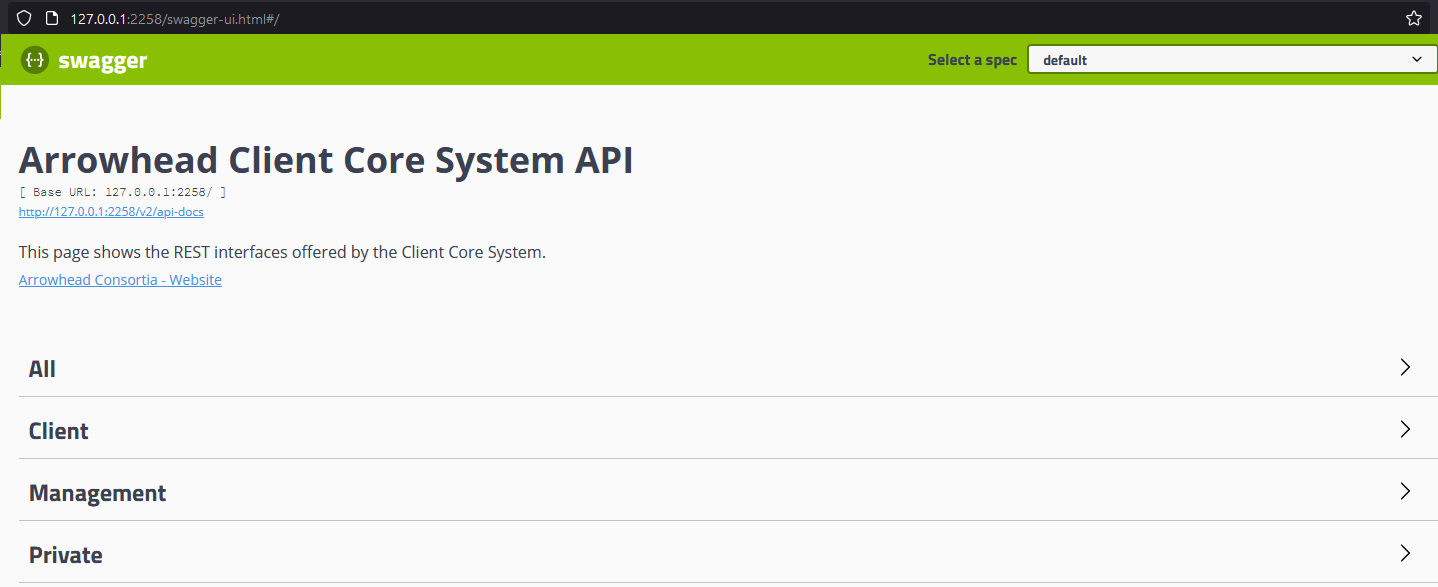 127.0.0.1:2258/swagger-ui.html#/
{···} swagger
Select a spec default
Arrowhead Client Core System API
[ Base URL: 127.0.0.1:2258/ ]
http://127.0.0.1:2258/v2/api-docs
This page shows the REST interfaces offered by the Client Core System.
Arrowhead Consortia - Website
All
Client
Management
Private